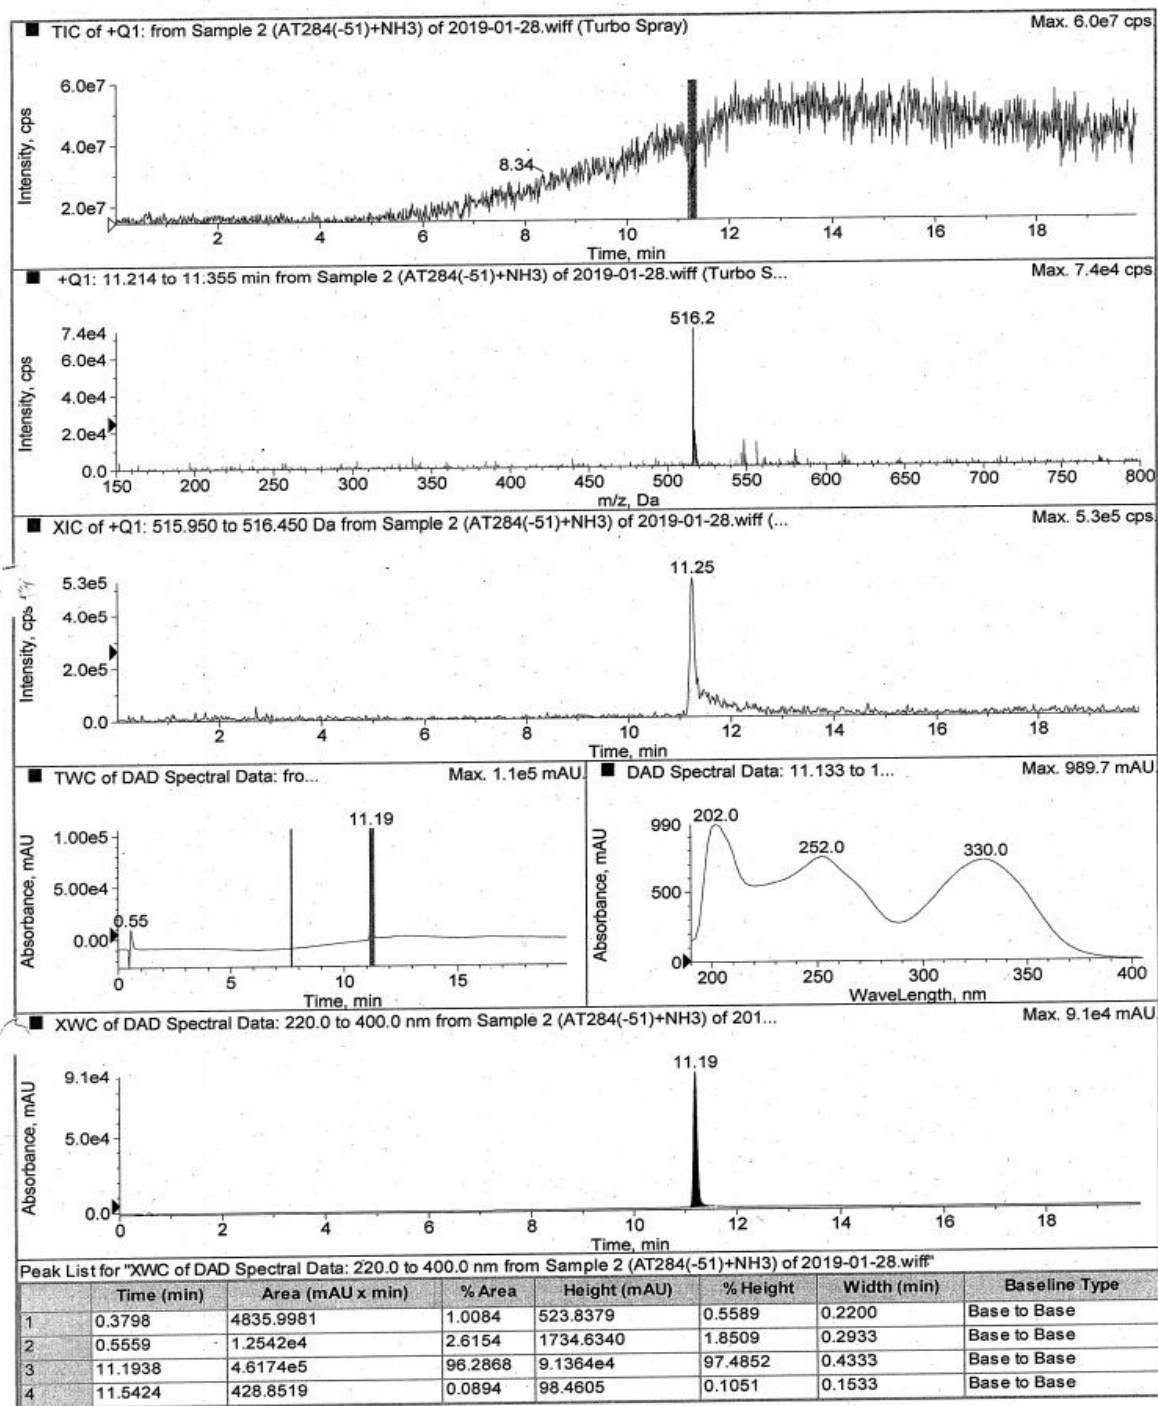 TIC of +Q1: from Sample 2 (AT284(-51)+NH3) of 2019-01-28.wiff (Turbo Spray) Max. 6.0e7 cps.
Intensity, cps
6.0e7
4.0e7
2.0e7
8.34
2 4 6 8 10 12 14 16 18
Time, min
+Q1: 11.214 to 11.355 min from Sample 2 (AT284(-51)+NH3) of 2019-01-28.wiff (Turbo S... Max. 7.4e4 cps.
Intensity, cps
7.4e4
6.0e4
4.0e4
2.0e4
0.0
516.2
150 200 250 300 350 400 450 500 550 600 650 700 750 800
m/z, Da
XIC of +Q1: 515.950 to 516.450 Da from Sample 2 (AT284(-51)+NH3) of 2019-01-28.wiff (... Max. 5.3e5 cps.
Intensity, cps
5.3e5
4.0e5
2.0e5
0.0
11.25
2 4 6 8 10 12 14 16 18
Time, min
TWC of DAD Spectral Data: fro... Max. 1.1e5 mAU.
Absorbance, mAU
1.00e5
5.00e4
0.00
0.55
11.19
0 5 10 15
Time, min
DAD Spectral Data: 11.133 to 1... Max. 989.7 mAU.
Absorbance, mAU
990
500
0
202.0
252.0
330.0
200 250 300 350 400
WaveLength, nm
XWC of DAD Spectral Data: 220.0 to 400.0 nm from Sample 2 (AT284(-51)+NH3) of 201... Max. 9.1e4 mAU.
Absorbance, mAU
9.1e4
5.0e4
0.0
11.19
0 2 4 6 8 10 12 14 16 18
Time, min
Peak List for "XWC of DAD Spectral Data: 220.0 to 400.0 nm from Sample 2 (AT284(-51)+NH3) of 2019-01-28.wiff"
Time (min) Area (mAU x min) % Area Height (mAU) % Height Width (min) Baseline Type
1 0.3798 4835.9981 1.0084 523.8379 0.5589 0.2200 Base to Base
2 0.5559 1.2542e4 2.6154 1734.6340 1.8509 0.2933 Base to Base
3 11.1938 4.6174e5 96.2868 9.1364e4 97.4852 0.4333 Base to Base
4 11.5424 428.8519 0.0894 98.4605 0.1051 0.1533 Base to Base